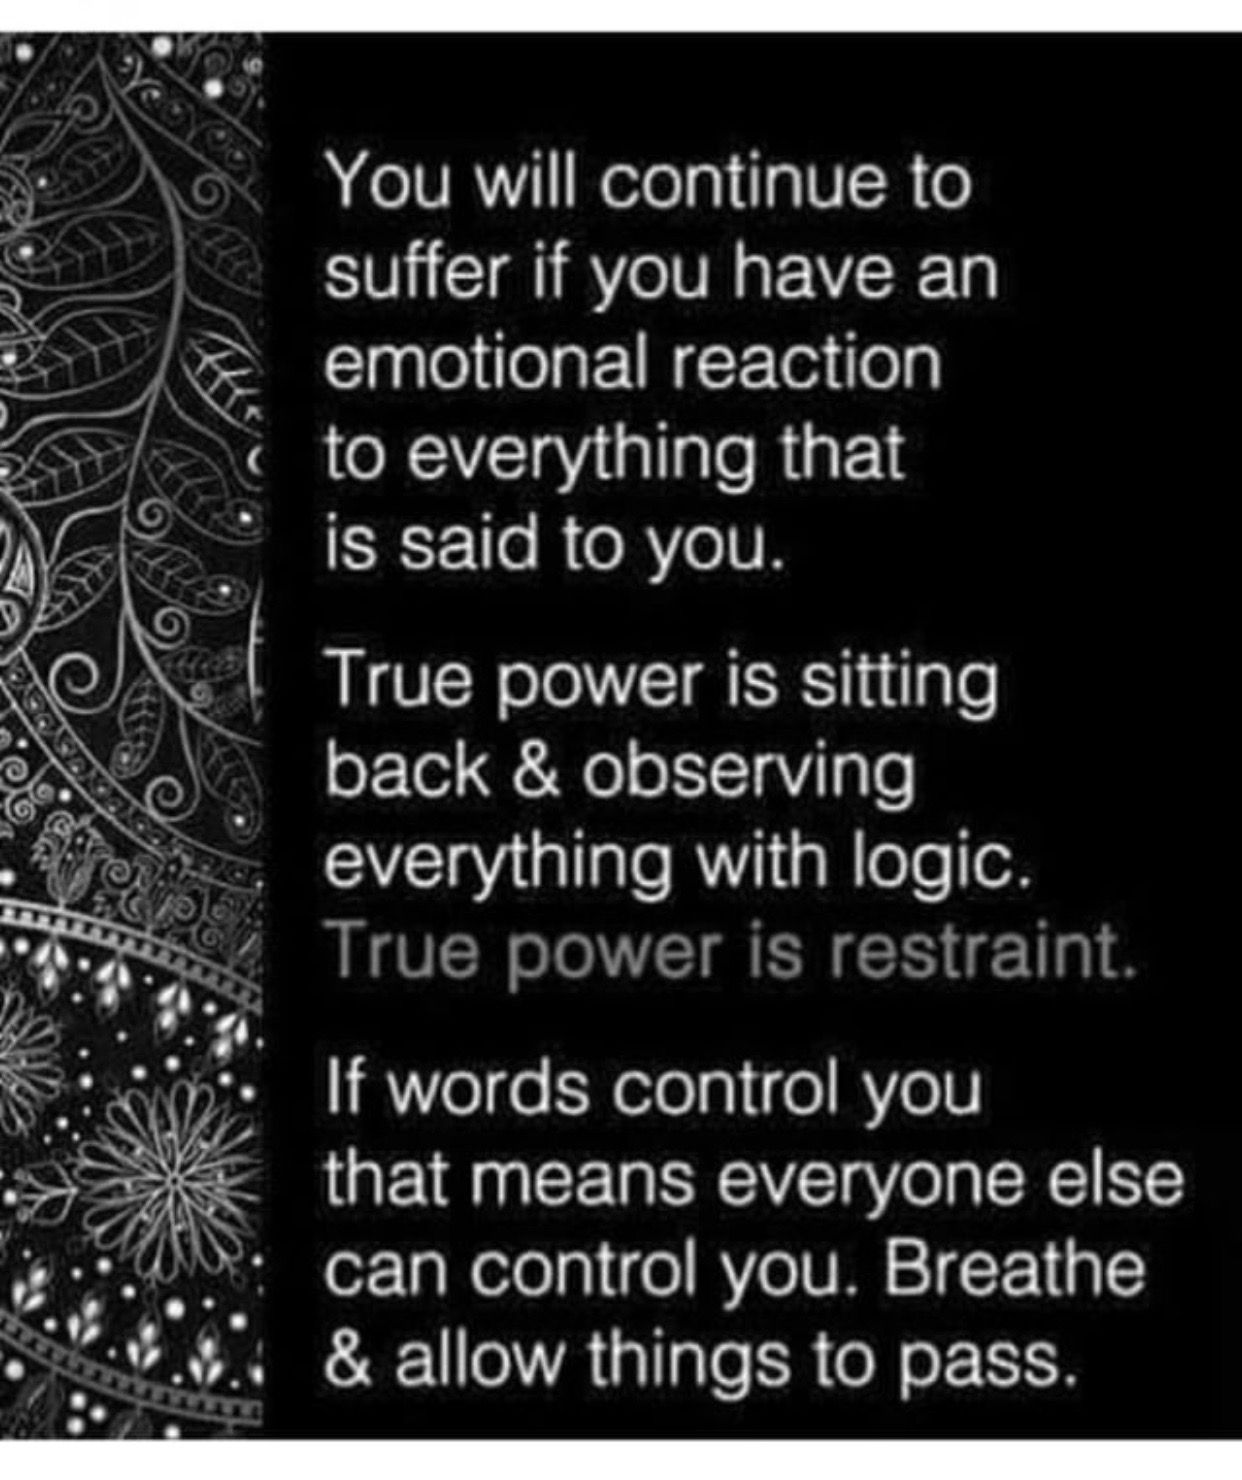 You will continue to
suffer if you have an
emotional reaction
to everything that
is said to you.
True power is sitting
back & observing
everything with logic.
True power is restraint.
If words control you
that means everyone else
can control you. Breathe
& allow things to pass.